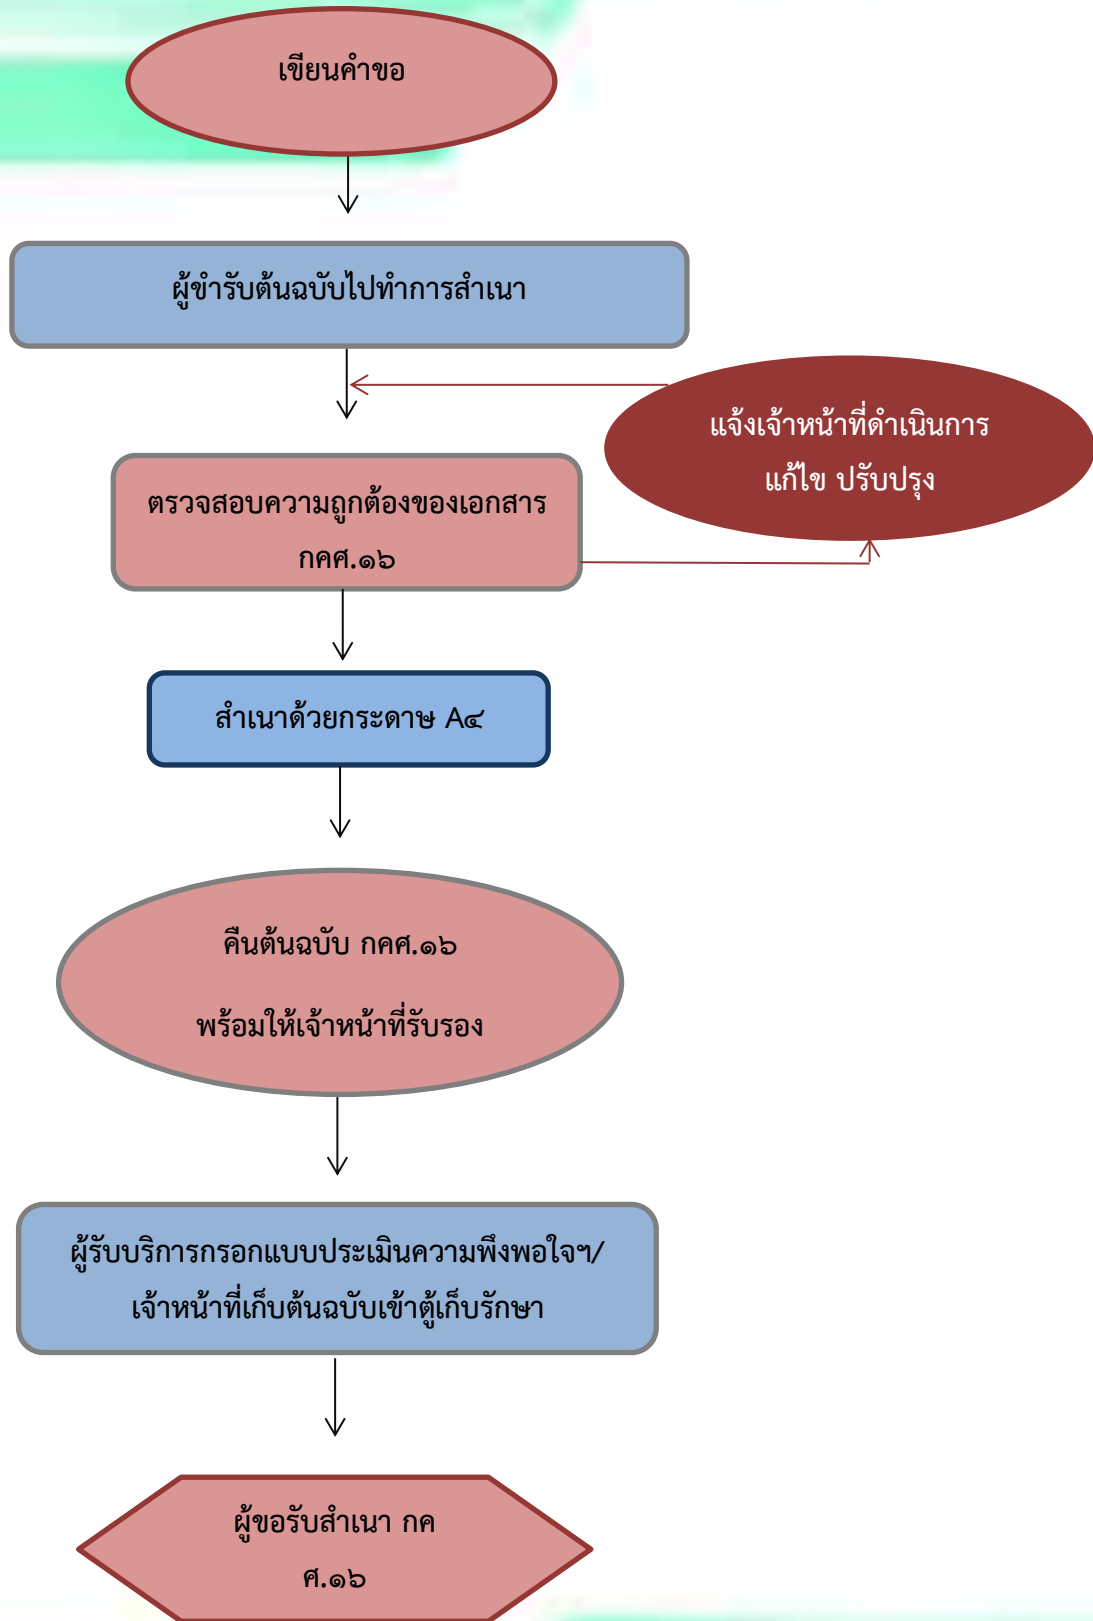 เขียนคำขอ
ผู้ขำรับต้นฉบับไปทำการสำเนา
แจ้งเจ้าหน้าที่ดำเนินการ
แก้ไข ปรับปรุง
ตรวจสอบความถูกต้องของเอกสาร
กคศ.๑๖
สำเนาด้วยกระดาษ A๔
คืนต้นฉบับ กคศ.๑๖
พร้อมให้เจ้าหน้าที่รับรอง
ผู้รับบริการกรอกแบบประเมินความพึงพอใจฯ/
เจ้าหน้าที่เก็บต้นฉบับเข้าตู้เก็บรักษา
ผู้ขอรับสำเนา กค
ศ.๑๖